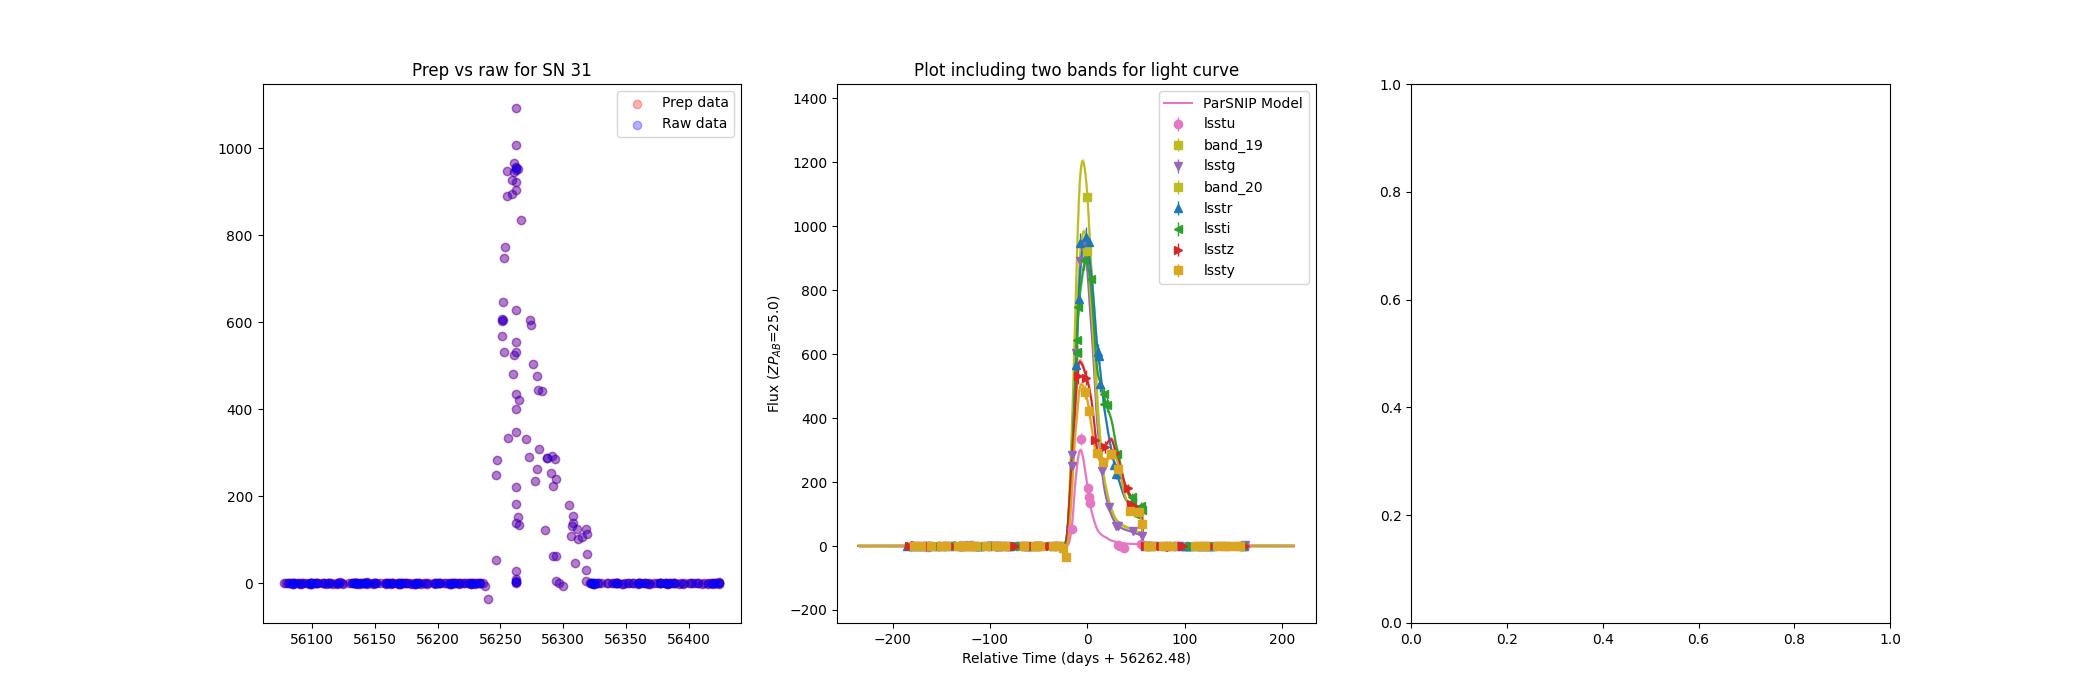 Prep vs raw for SN 31
Prep data
Raw data
1000
800
600
400
200
0
56100 56150 56200 56250 56300 56350 56400
Plot including two bands for light curve
ParSNIP Model
lsstu
band_19
lsstg
band_20
lsstr
lssti
lsstz
lssty
1400
1200
1000
800
600
400
200
0
−200
Flux (ZP_AB=25.0)
−200 −100 0 100 200
Relative Time (days + 56262.48)
1.0
0.8
0.6
0.4
0.2
0.0
0.0 0.2 0.4 0.6 0.8 1.0